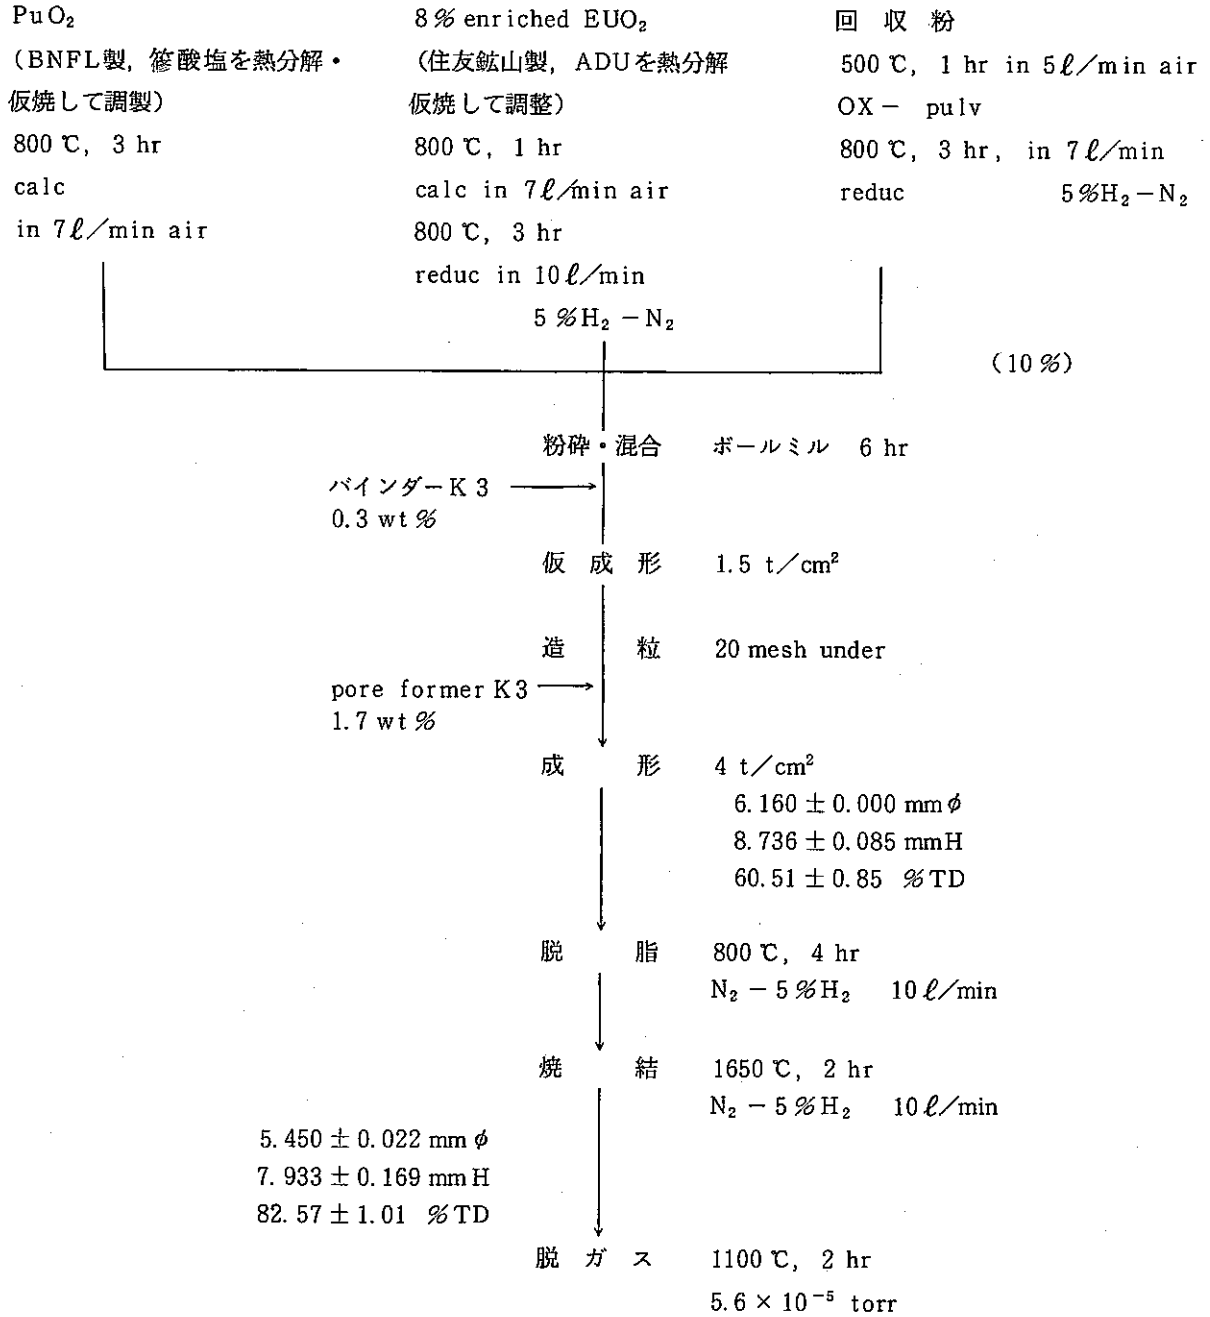 PuO₂
(BNFL製, 蓚酸塩を熱分解・
仮焼して調製)
800℃, 3 hr
calc
in 7ℓ/min air
8% enriched EUO₂
(住友鉱山製, ADUを熱分解
仮焼して調整)
800℃, 1 hr
calc in 7ℓ/min air
800℃, 3 hr
reduc in 10ℓ/min
5%H₂-N₂
回収粉
500℃, 1 hr in 5ℓ/min air
OX- pulv
800℃, 3 hr, in 7ℓ/min
reduc 5%H₂-N₂
(10%)
粉砕・混合 ボールミル 6 hr
バインダーK3
0.3 wt%
仮成形 1.5 t/cm²
造粒 20 mesh under
pore former K3
1.7 wt%
成形 4 t/cm²
6.160±0.000 mmφ
8.736±0.085 mmH
60.51±0.85 %TD
脱脂 800℃, 4 hr
N₂-5%H₂ 10ℓ/min
焼結 1650℃, 2 hr
N₂-5%H₂ 10ℓ/min
5.450±0.022 mmφ
7.933±0.169 mmH
82.57±1.01 %TD
脱ガス 1100℃, 2 hr
5.6×10⁻⁵ torr